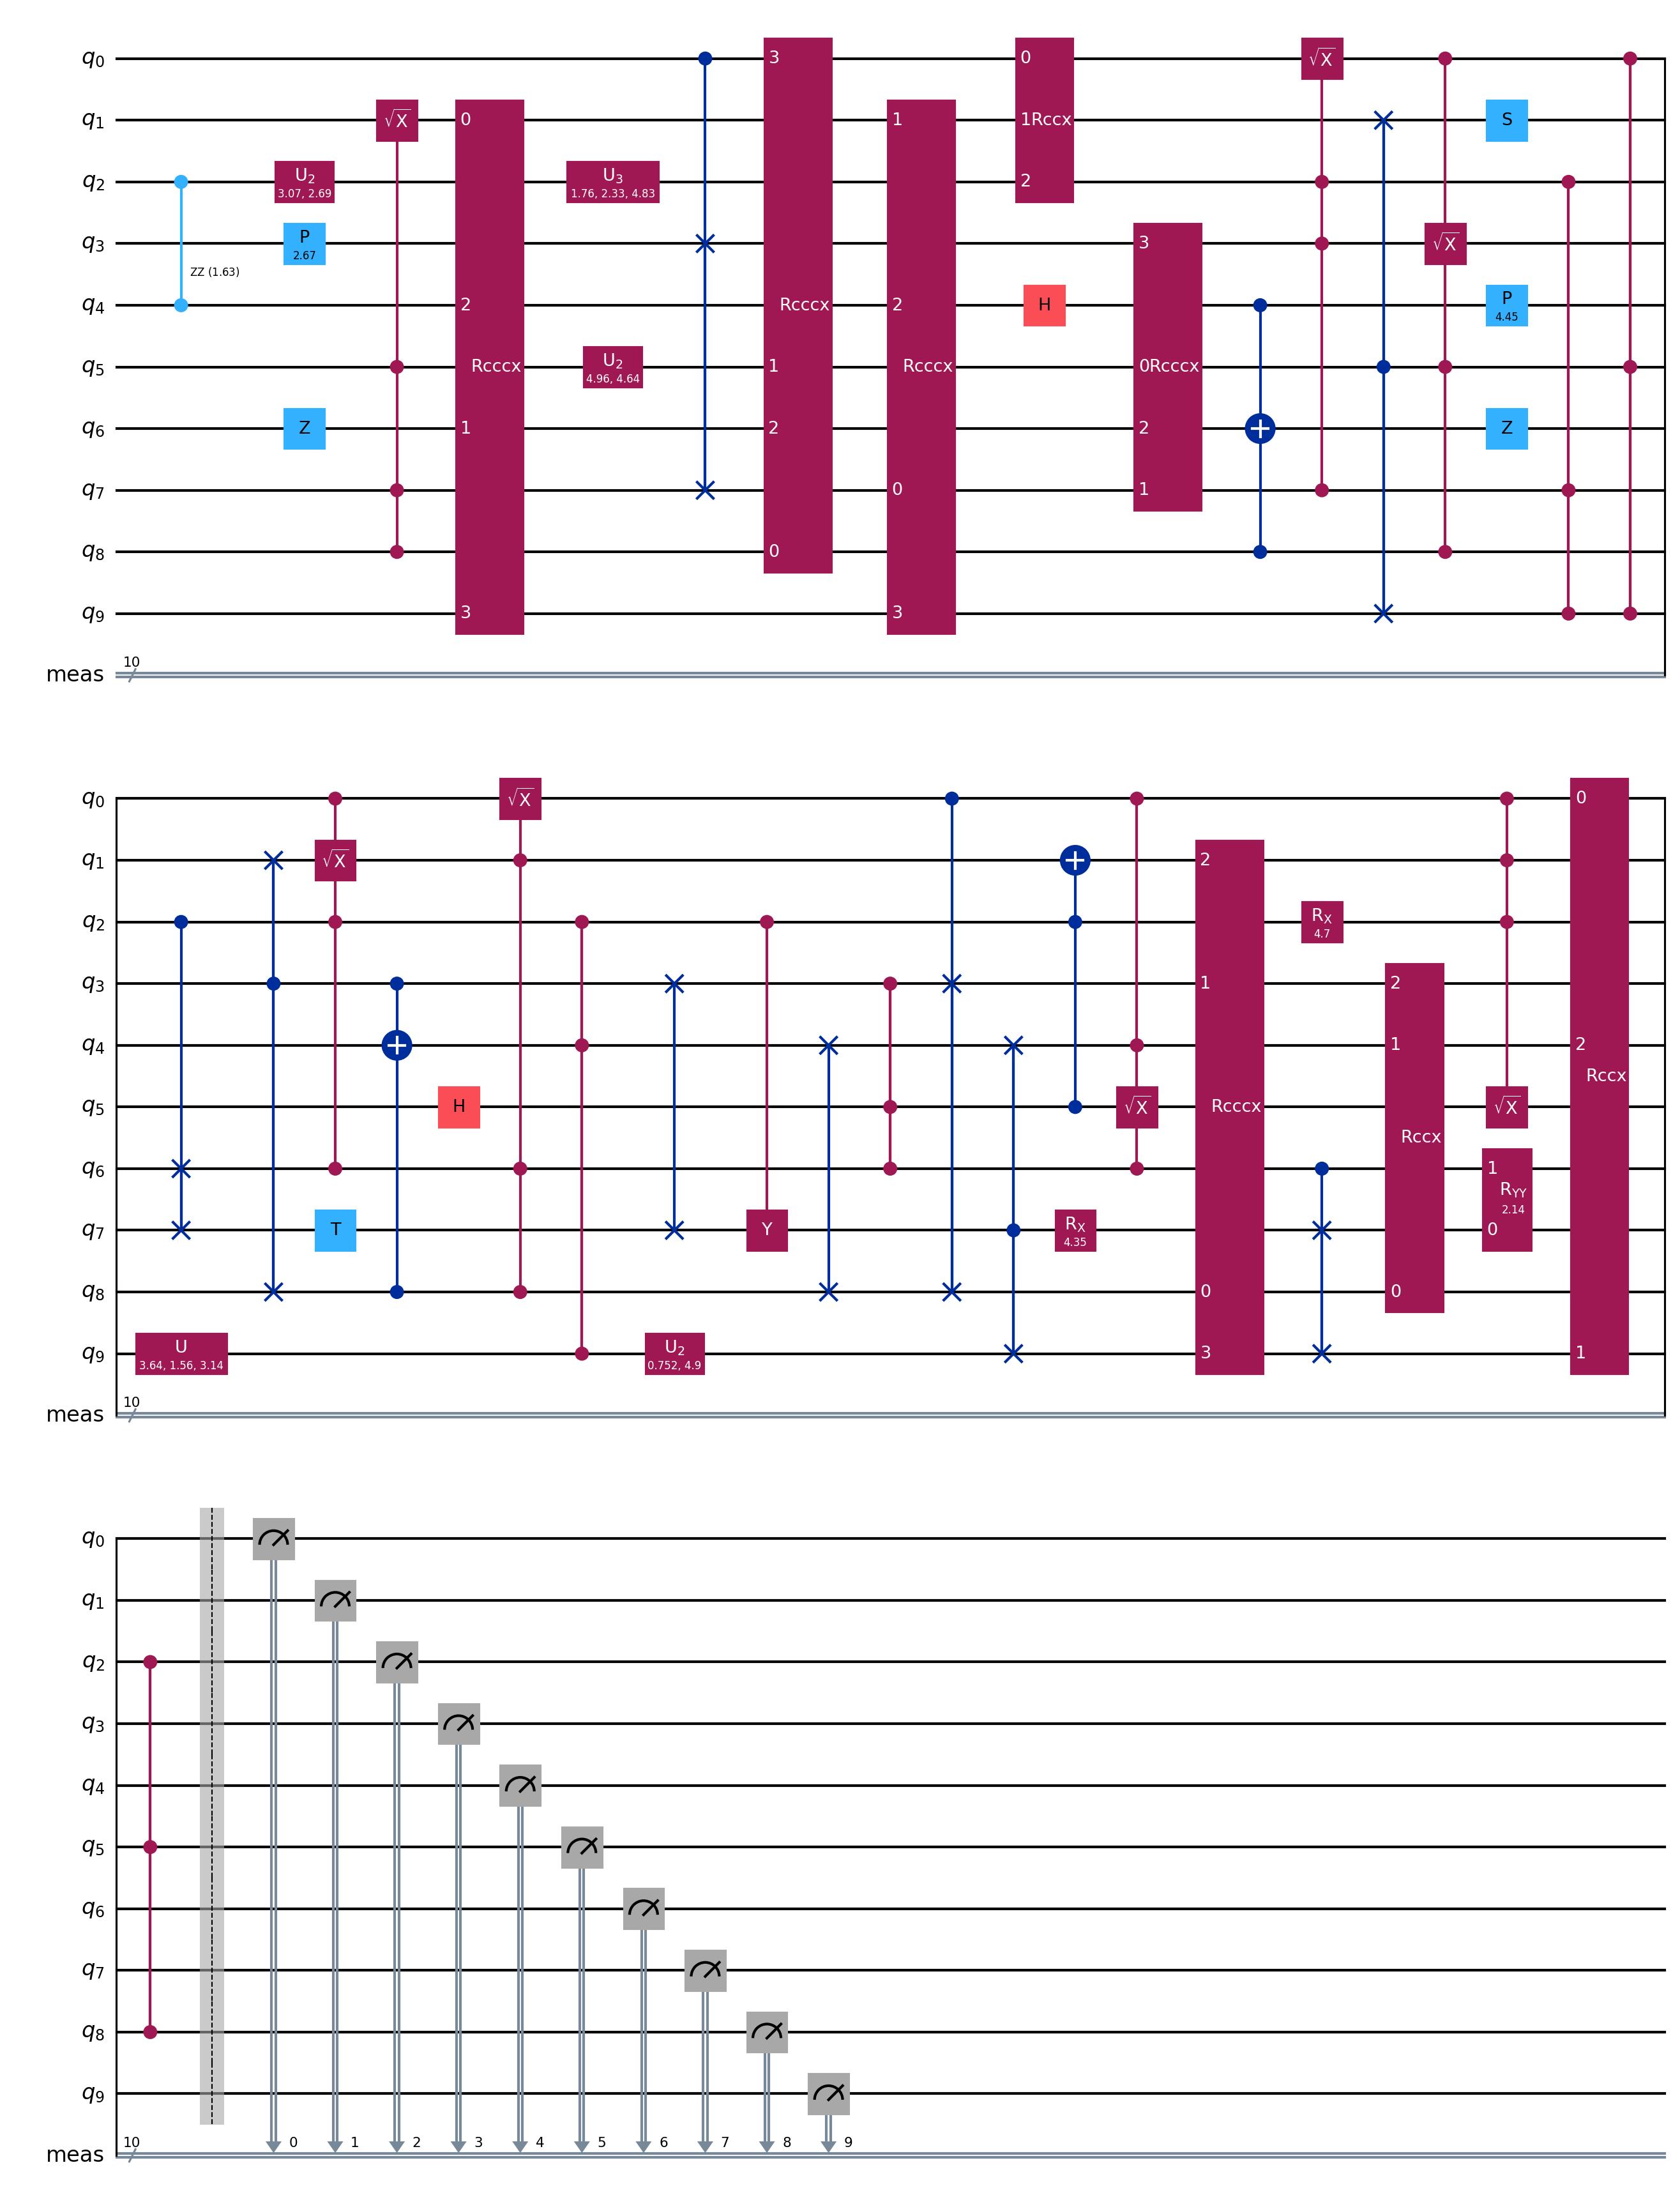 q0 3 0 √X
q1 √X 0 1 1Rccx S
q2 U2 3.07, 2.69 U3 1.76, 2.33, 4.83 2
q3 P 2.67 3 √X
ZZ (1.63)
q4 2 Rcccx 2 H P 4.45
q5 Rcccx U2 4.96, 4.64 1 Rcccx 0Rcccx
q6 Z 1 2 2 Z
q7 0 1
q8 0
q9 3 3
meas 10
q0 √X 0
q1 √X 2
q2 RX 4.7
q3 1 2
q4 1 2
Rccx
q5 H √X Rcccx √X
Rccx
q6 1
RYY 2.14
q7 T Y RX 4.35 0
q8 0 0
q9 U 3.64, 1.56, 3.14 U2 0.752, 4.9 3 1
meas 10
q0
q1
q2
q3
q4
q5
q6
q7
q8
q9
meas 10 0 1 2 3 4 5 6 7 8 9